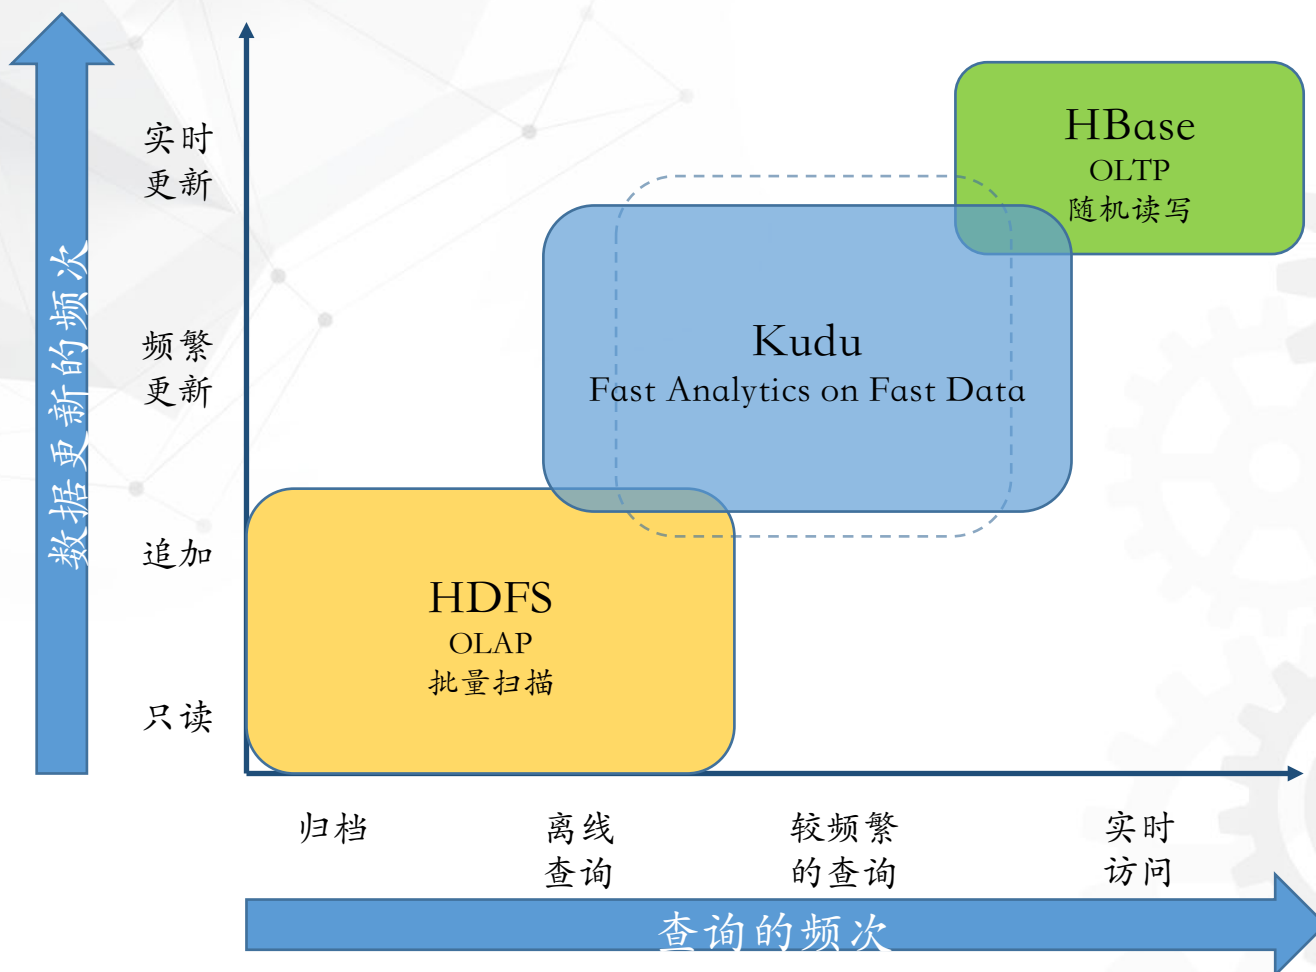 数据更新的频次
实时
更新
频繁
更新
追加
只读
HBase
OLTP
随机读写
Kudu
Fast Analytics on Fast Data
HDFS
OLAP
批量扫描
归档
离线
查询
较频繁
的查询
实时
访问
查询的频次